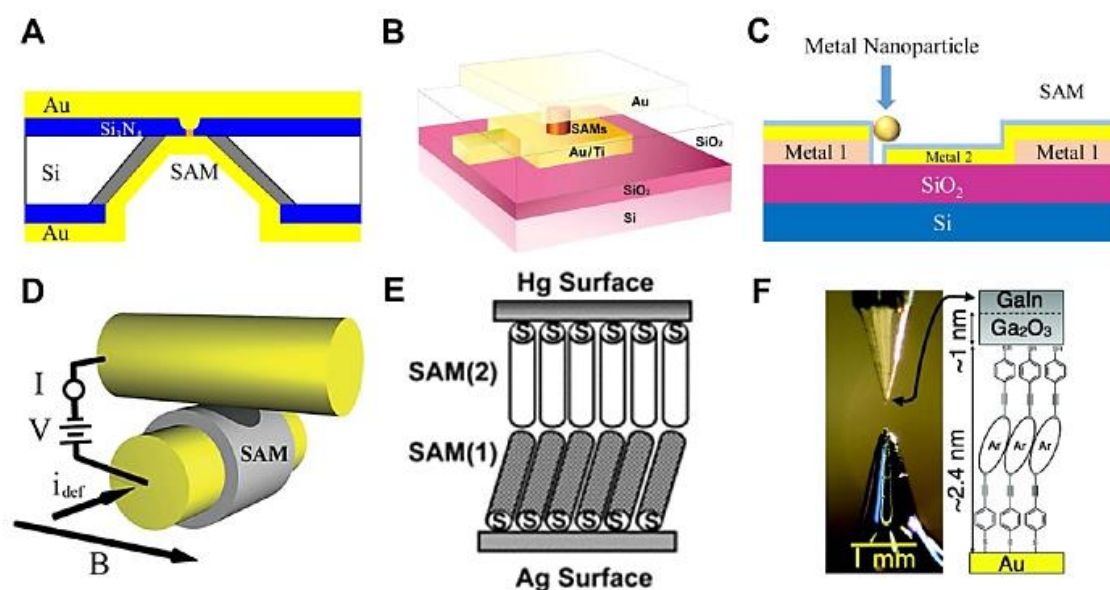 A
Au
Si₃N₄
Si
SAM
Au
B
Au
SAMs
Au/Ti
SiO₂
SiO₂
Si
C
Metal Nanoparticle
SAM
Metal 1
Metal 2
Metal 1
SiO₂
Si
D
I
V
i_def
B
SAM
E
Hg Surface
S S S S S S
SAM(2)
SAM(1)
S S S S S S
Ag Surface
F
1 mm
~1 nm
~2.4 nm
GaIn
Ga₂O₃
Ar Ar Ar
Au